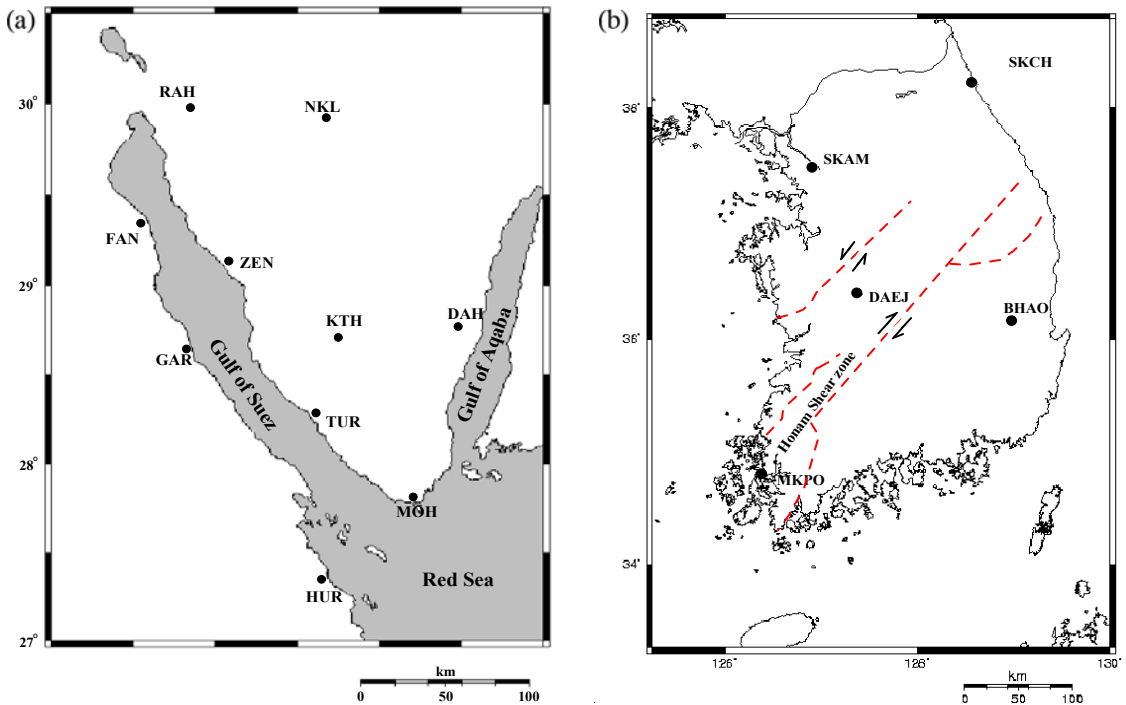 (a)
30°
29°
28°
27°
RAH
NKL
FAN
ZEN
DAH
KTH
GAR
TUR
Gulf of Suez
Gulf of Aqaba
MOH
Red Sea
HUR
km
0 50 100
(b)
38°
36°
34°
SKCH
SKAM
DAEJ
BHAO
Honam Shear zone
MKPO
126° 126° 130°
km
0 50 100